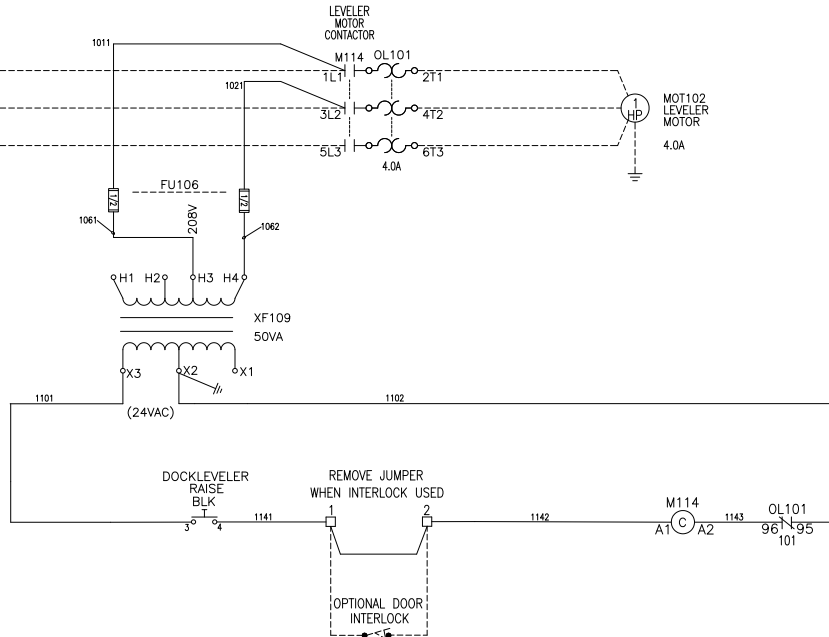 LEVELER
MOTOR
CONTACTOR
1011
M114
OL101
1L1
2T1
1021
3L2
4T2
1
HP
MOT102
LEVELER
MOTOR
4.0A
5L3
6T3
4.0A
FU106
1/2
1/2
208V
1061
1062
H1
H2
H3
H4
XF109
50VA
X3
X2
X1
1101
(24VAC)
1102
DOCKLEVELER
RAISE
BLK
3
4
1141
REMOVE JUMPER
WHEN INTERLOCK USED
1
2
1142
M114
A1
C
A2
1143
OL101
96
95
101
OPTIONAL DOOR
INTERLOCK